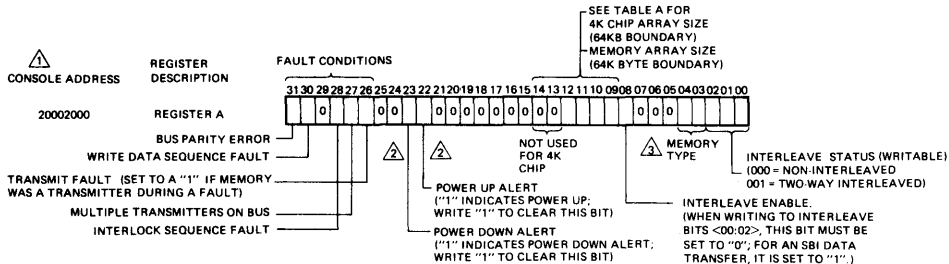 SEE TABLE A FOR
4K CHIP ARRAY SIZE
(64KB BOUNDARY)
MEMORY ARRAY SIZE
(64K BYTE BOUNDARY)
1
CONSOLE ADDRESS
REGISTER
DESCRIPTION
FAULT CONDITIONS
31 30 29 28 27 26 25 24 23 22 21 20 19 18 17 16 15 14 13 12 11 10 09 08 07 06 05 04 03 02 01 00
20002000 REGISTER A
0 0 0 0 0 0 0 0 0 0 0 0 0 0 0
BUS PARITY ERROR
WRITE DATA SEQUENCE FAULT
TRANSMIT FAULT (SET TO A "1" IF MEMORY
WAS A TRANSMITTER DURING A FAULT)
MULTIPLE TRANSMITTERS ON BUS
INTERLOCK SEQUENCE FAULT
2
2
POWER UP ALERT
("1" INDICATES POWER UP;
WRITE "1" TO CLEAR THIS BIT)
POWER DOWN ALERT
("1" INDICATES POWER DOWN ALERT;
WRITE "1" TO CLEAR THIS BIT)
NOT USED
FOR 4K
CHIP
3
MEMORY
TYPE
INTERLEAVE STATUS (WRITABLE)
(000 = NON-INTERLEAVED
001 = TWO-WAY INTERLEAVED)
INTERLEAVE ENABLE.
(WHEN WRITING TO INTERLEAVE
BITS <00:02>, THIS BIT MUST BE
SET TO "0"; FOR AN SBI DATA
TRANSFER, IT IS SET TO "1".)